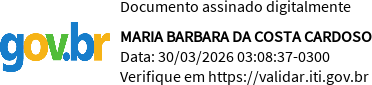 Documento assinado digitalmente
gov.br
MARIA BARBARA DA COSTA CARDOSO
Data: 30/03/2026 03:08:37-0300
Verifique em https://validar.iti.gov.br